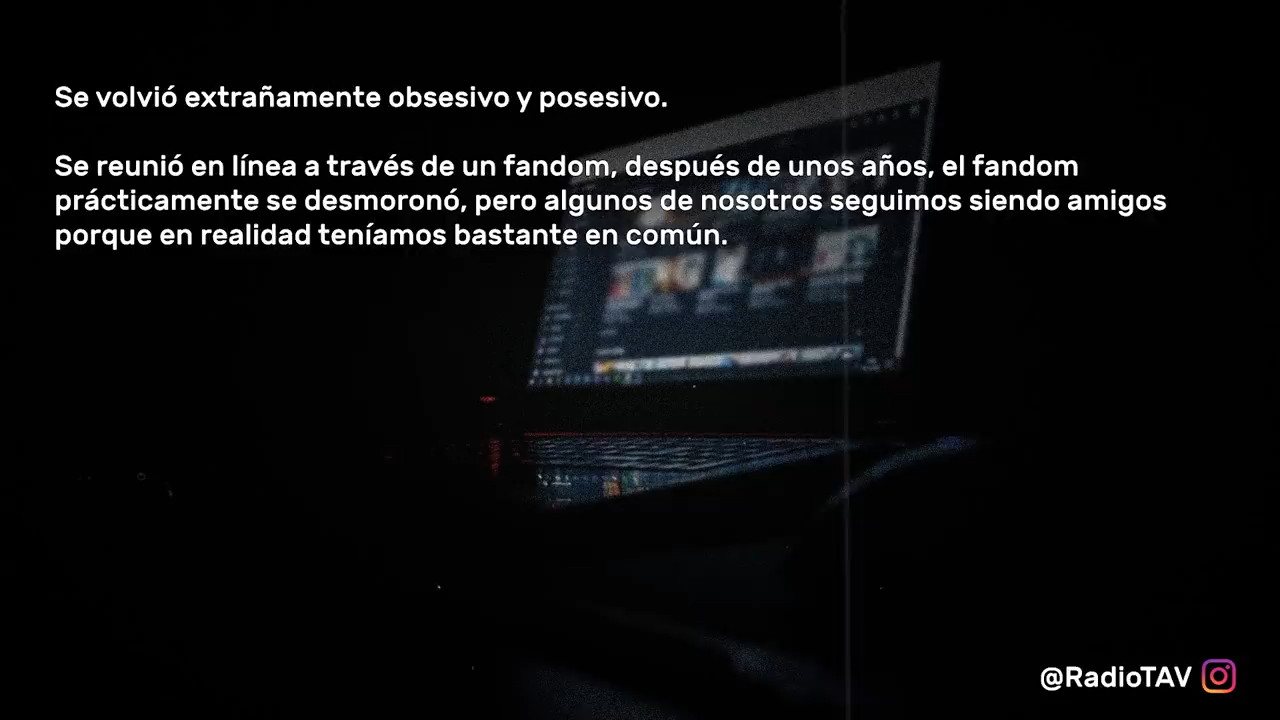 Se volvió extrañamente obsesivo y posesivo.
Se reunió en línea a través de un fandom, después de unos años, el fandom
prácticamente se desmoronó, pero algunos de nosotros seguimos siendo amigos
porque en realidad teníamos bastante en común.
@RadioTAV